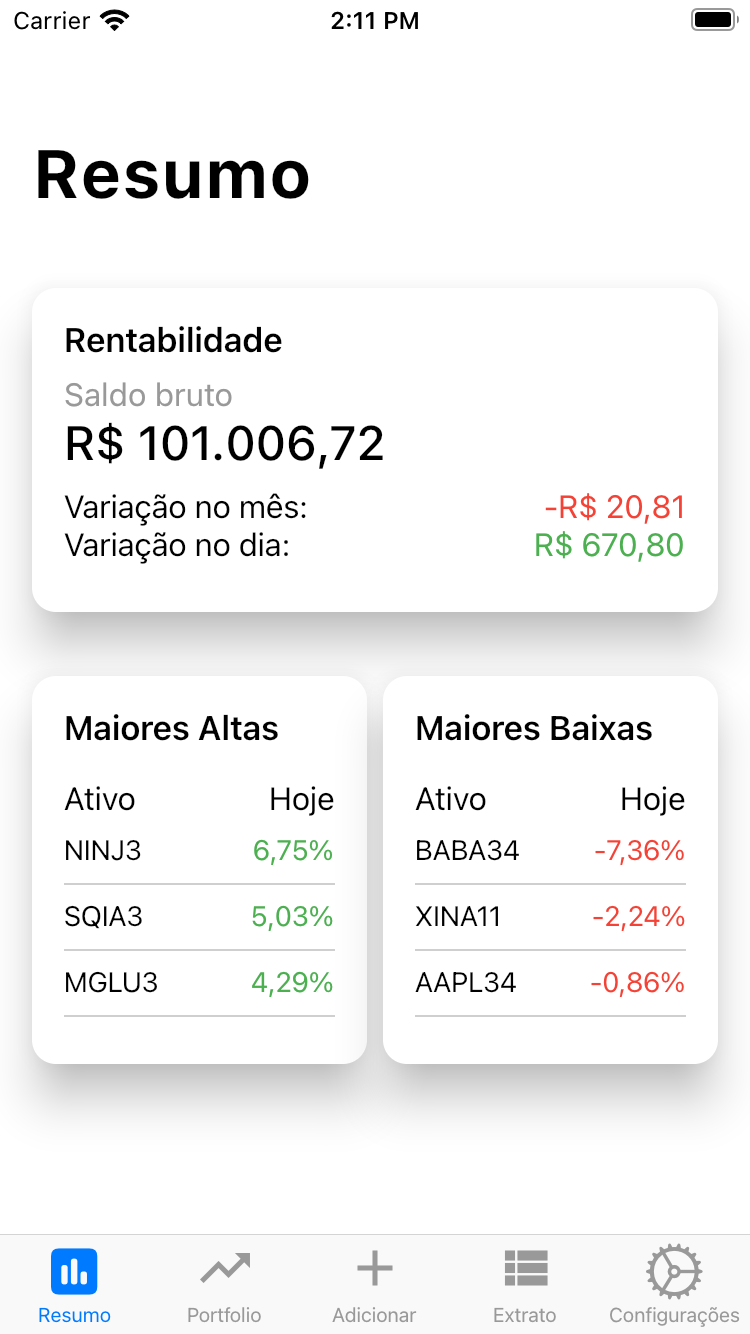 Carrier 2:11 PM
Resumo
Rentabilidade
Saldo bruto
R$ 101.006,72
Variação no mês: -R$ 20,81
Variação no dia: R$ 670,80
Maiores Altas
Ativo Hoje
NINJ3 6,75%
SQIA3 5,03%
MGLU3 4,29%
Maiores Baixas
Ativo Hoje
BABA34 -7,36%
XINA11 -2,24%
AAPL34 -0,86%
Resumo Portfolio Adicionar Extrato Configurações